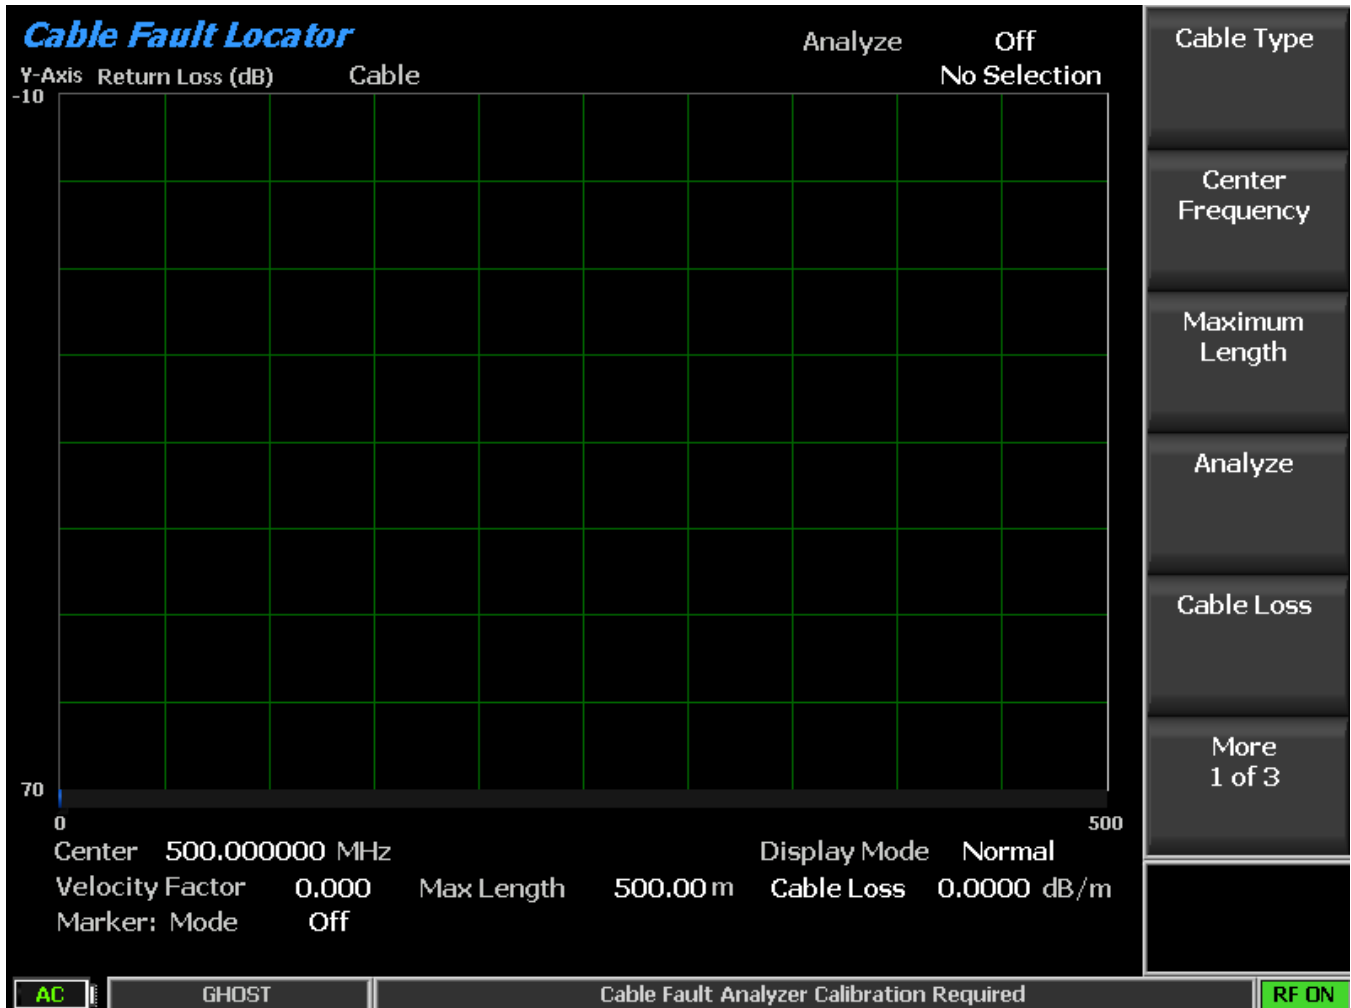 Cable Fault Locator
Analyze Off
Y-Axis Return Loss (dB) Cable No Selection
-10
70
0 500
Center 500.000000 MHz Display Mode Normal
Velocity Factor 0.000 Max Length 500.00 m Cable Loss 0.0000 dB/m
Marker: Mode Off
Cable Type
Center
Frequency
Maximum
Length
Analyze
Cable Loss
More
1 of 3
AC GHOST Cable Fault Analyzer Calibration Required RF ON